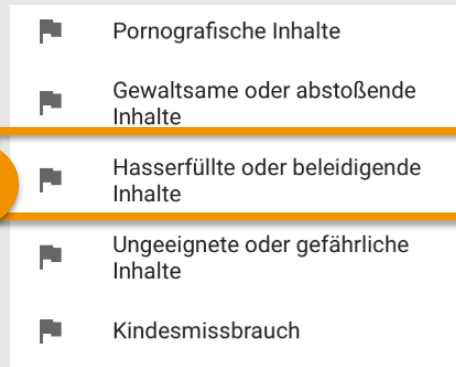 Pornografische Inhalte
Gewaltsame oder abstoßende
Inhalte
Hasserfüllte oder beleidigende
Inhalte
Ungeeignete oder gefährliche
Inhalte
Kindesmissbrauch